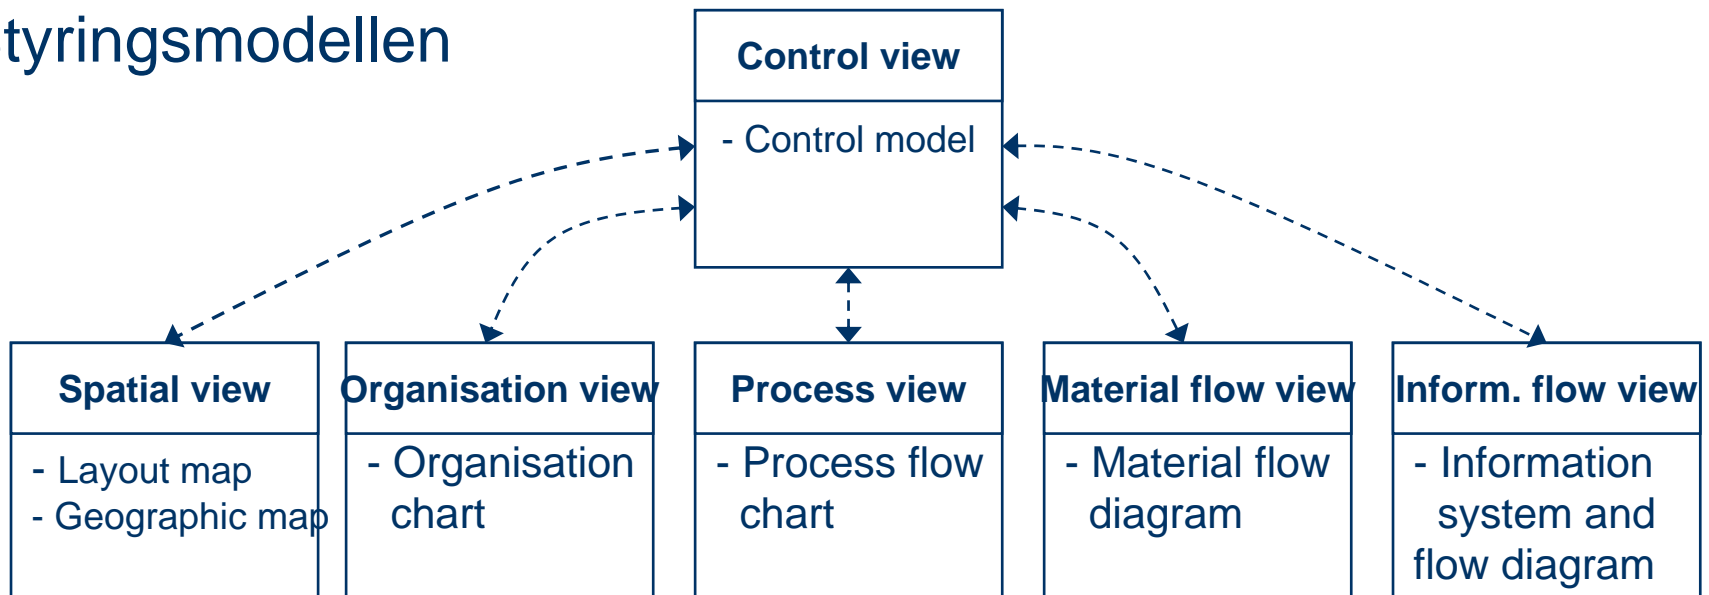 tyringsmodellen
Control view
- Control model
Spatial view
- Layout map
- Geographic map
Organisation view
- Organisation
chart
Process view
- Process flow
chart
Material flow view
- Material flow
diagram
Inform. flow view
- Information
system and
flow diagram